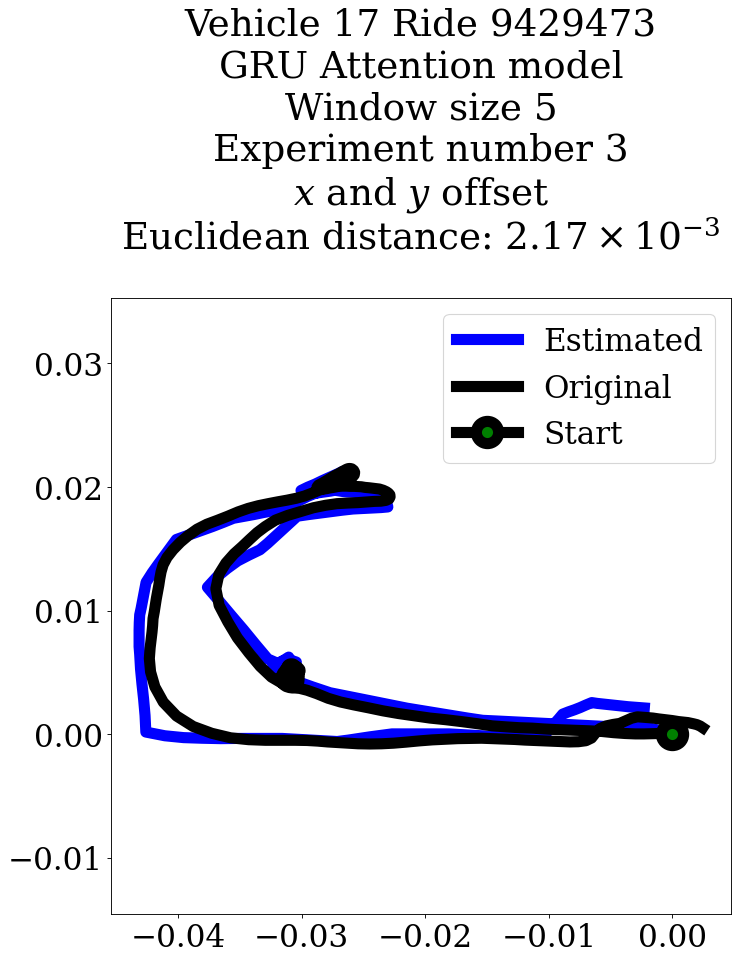 Vehicle 17 Ride 9429473
GRU Attention model
Window size 5
Experiment number 3
x and y offset
Euclidean distance: 2.17 × 10⁻³
Estimated
Original
Start
0.03
0.02
0.01
0.00
−0.01
−0.04 −0.03 −0.02 −0.01 0.00